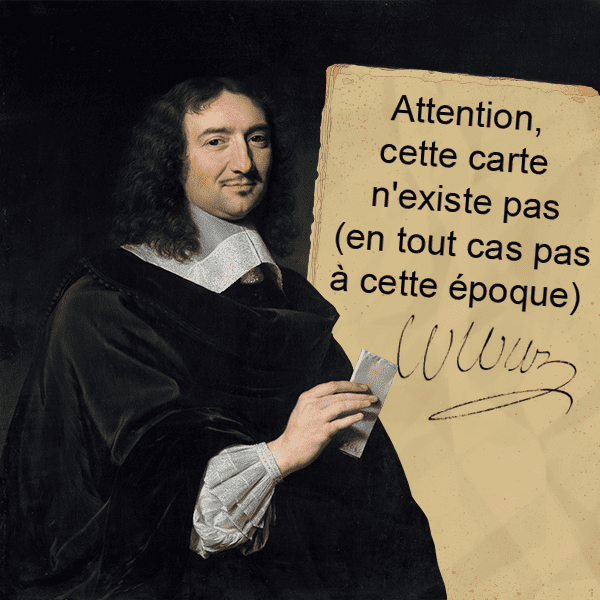 Attention,
cette carte
n'existe pas
(en tout cas pas
à cette époque)